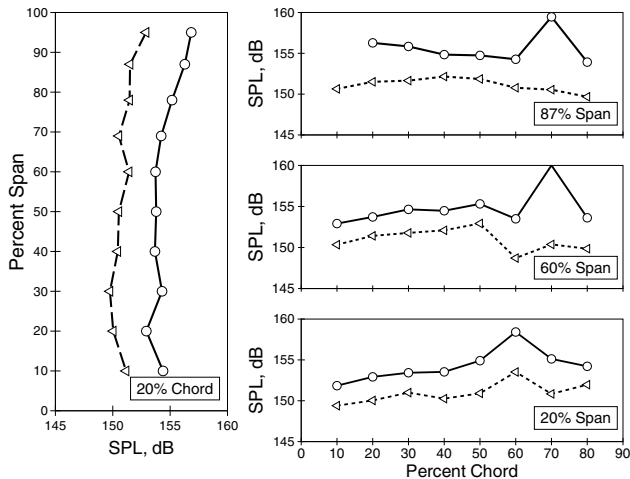 100
90
80
70
60
50
40
30
20
10
0
Percent Span
20% Chord
145 150 155 160
SPL, dB
160
155
150
145
SPL, dB
87% Span
160
155
150
145
SPL, dB
60% Span
160
155
150
145
SPL, dB
20% Span
0 10 20 30 40 50 60 70 80 90
Percent Chord